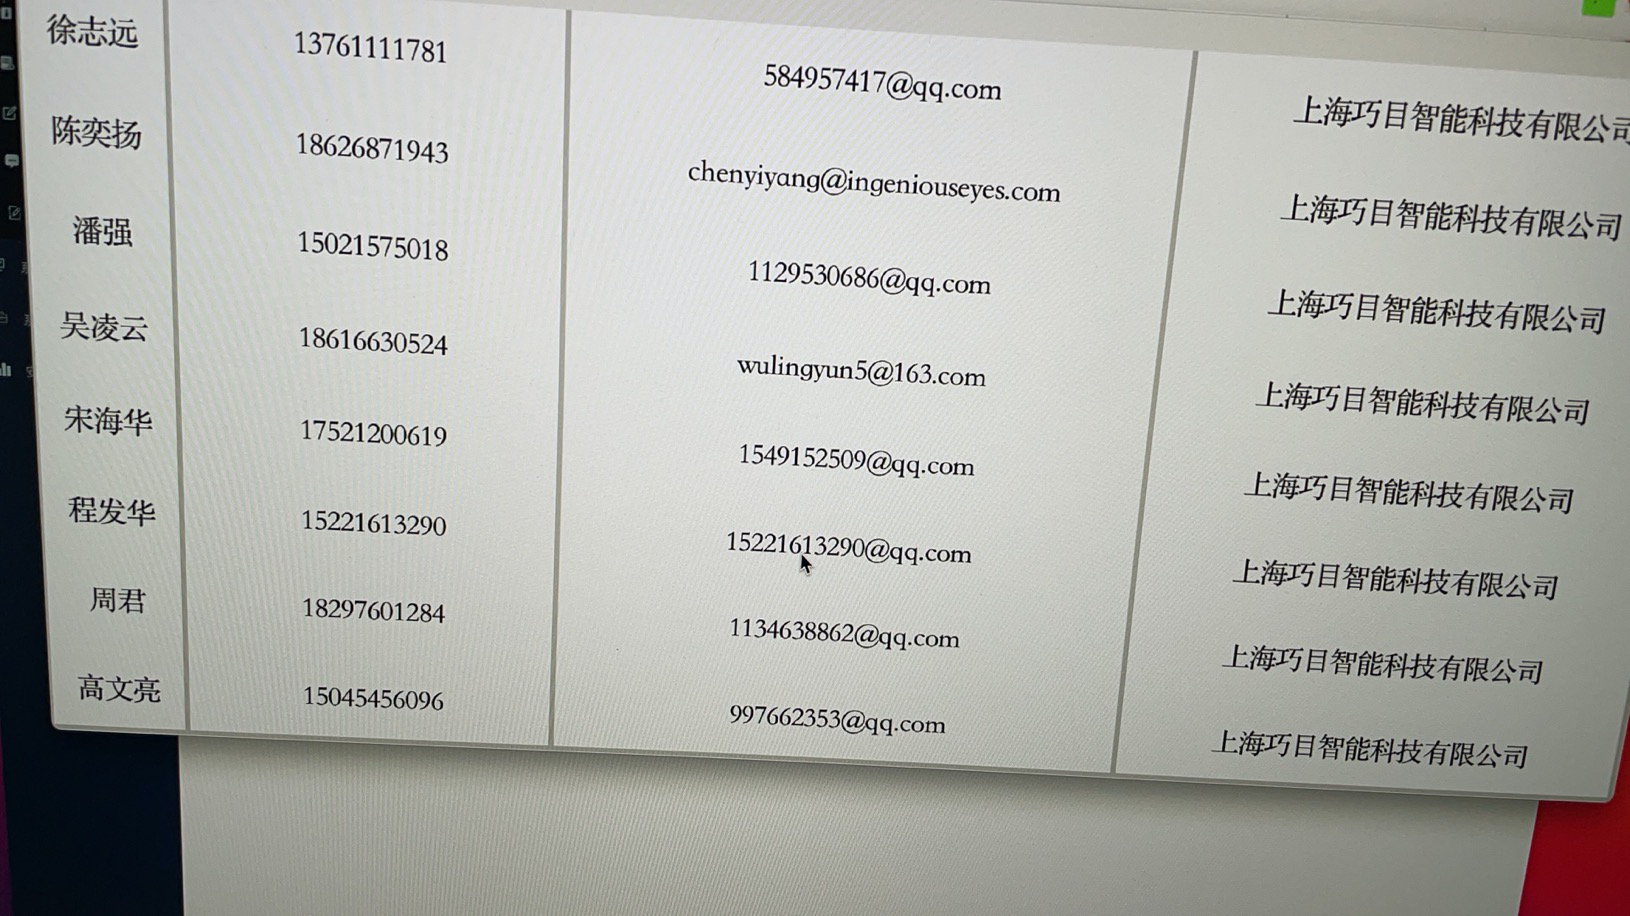 徐志远 13761111781 584957417@qq.com 上海巧目智能科技有限公司
陈奕扬 18626871943 chenyiyang@ingeniouseyes.com 上海巧目智能科技有限公司
潘强 15021575018 1129530686@qq.com 上海巧目智能科技有限公司
吴凌云 18616630524 wulingyun5@163.com 上海巧目智能科技有限公司
宋海华 17521200619 1549152509@qq.com 上海巧目智能科技有限公司
程发华 15221613290 15221613290@qq.com 上海巧目智能科技有限公司
周君 18297601284 1134638862@qq.com 上海巧目智能科技有限公司
高文亮 15045456096 997662353@qq.com 上海巧目智能科技有限公司